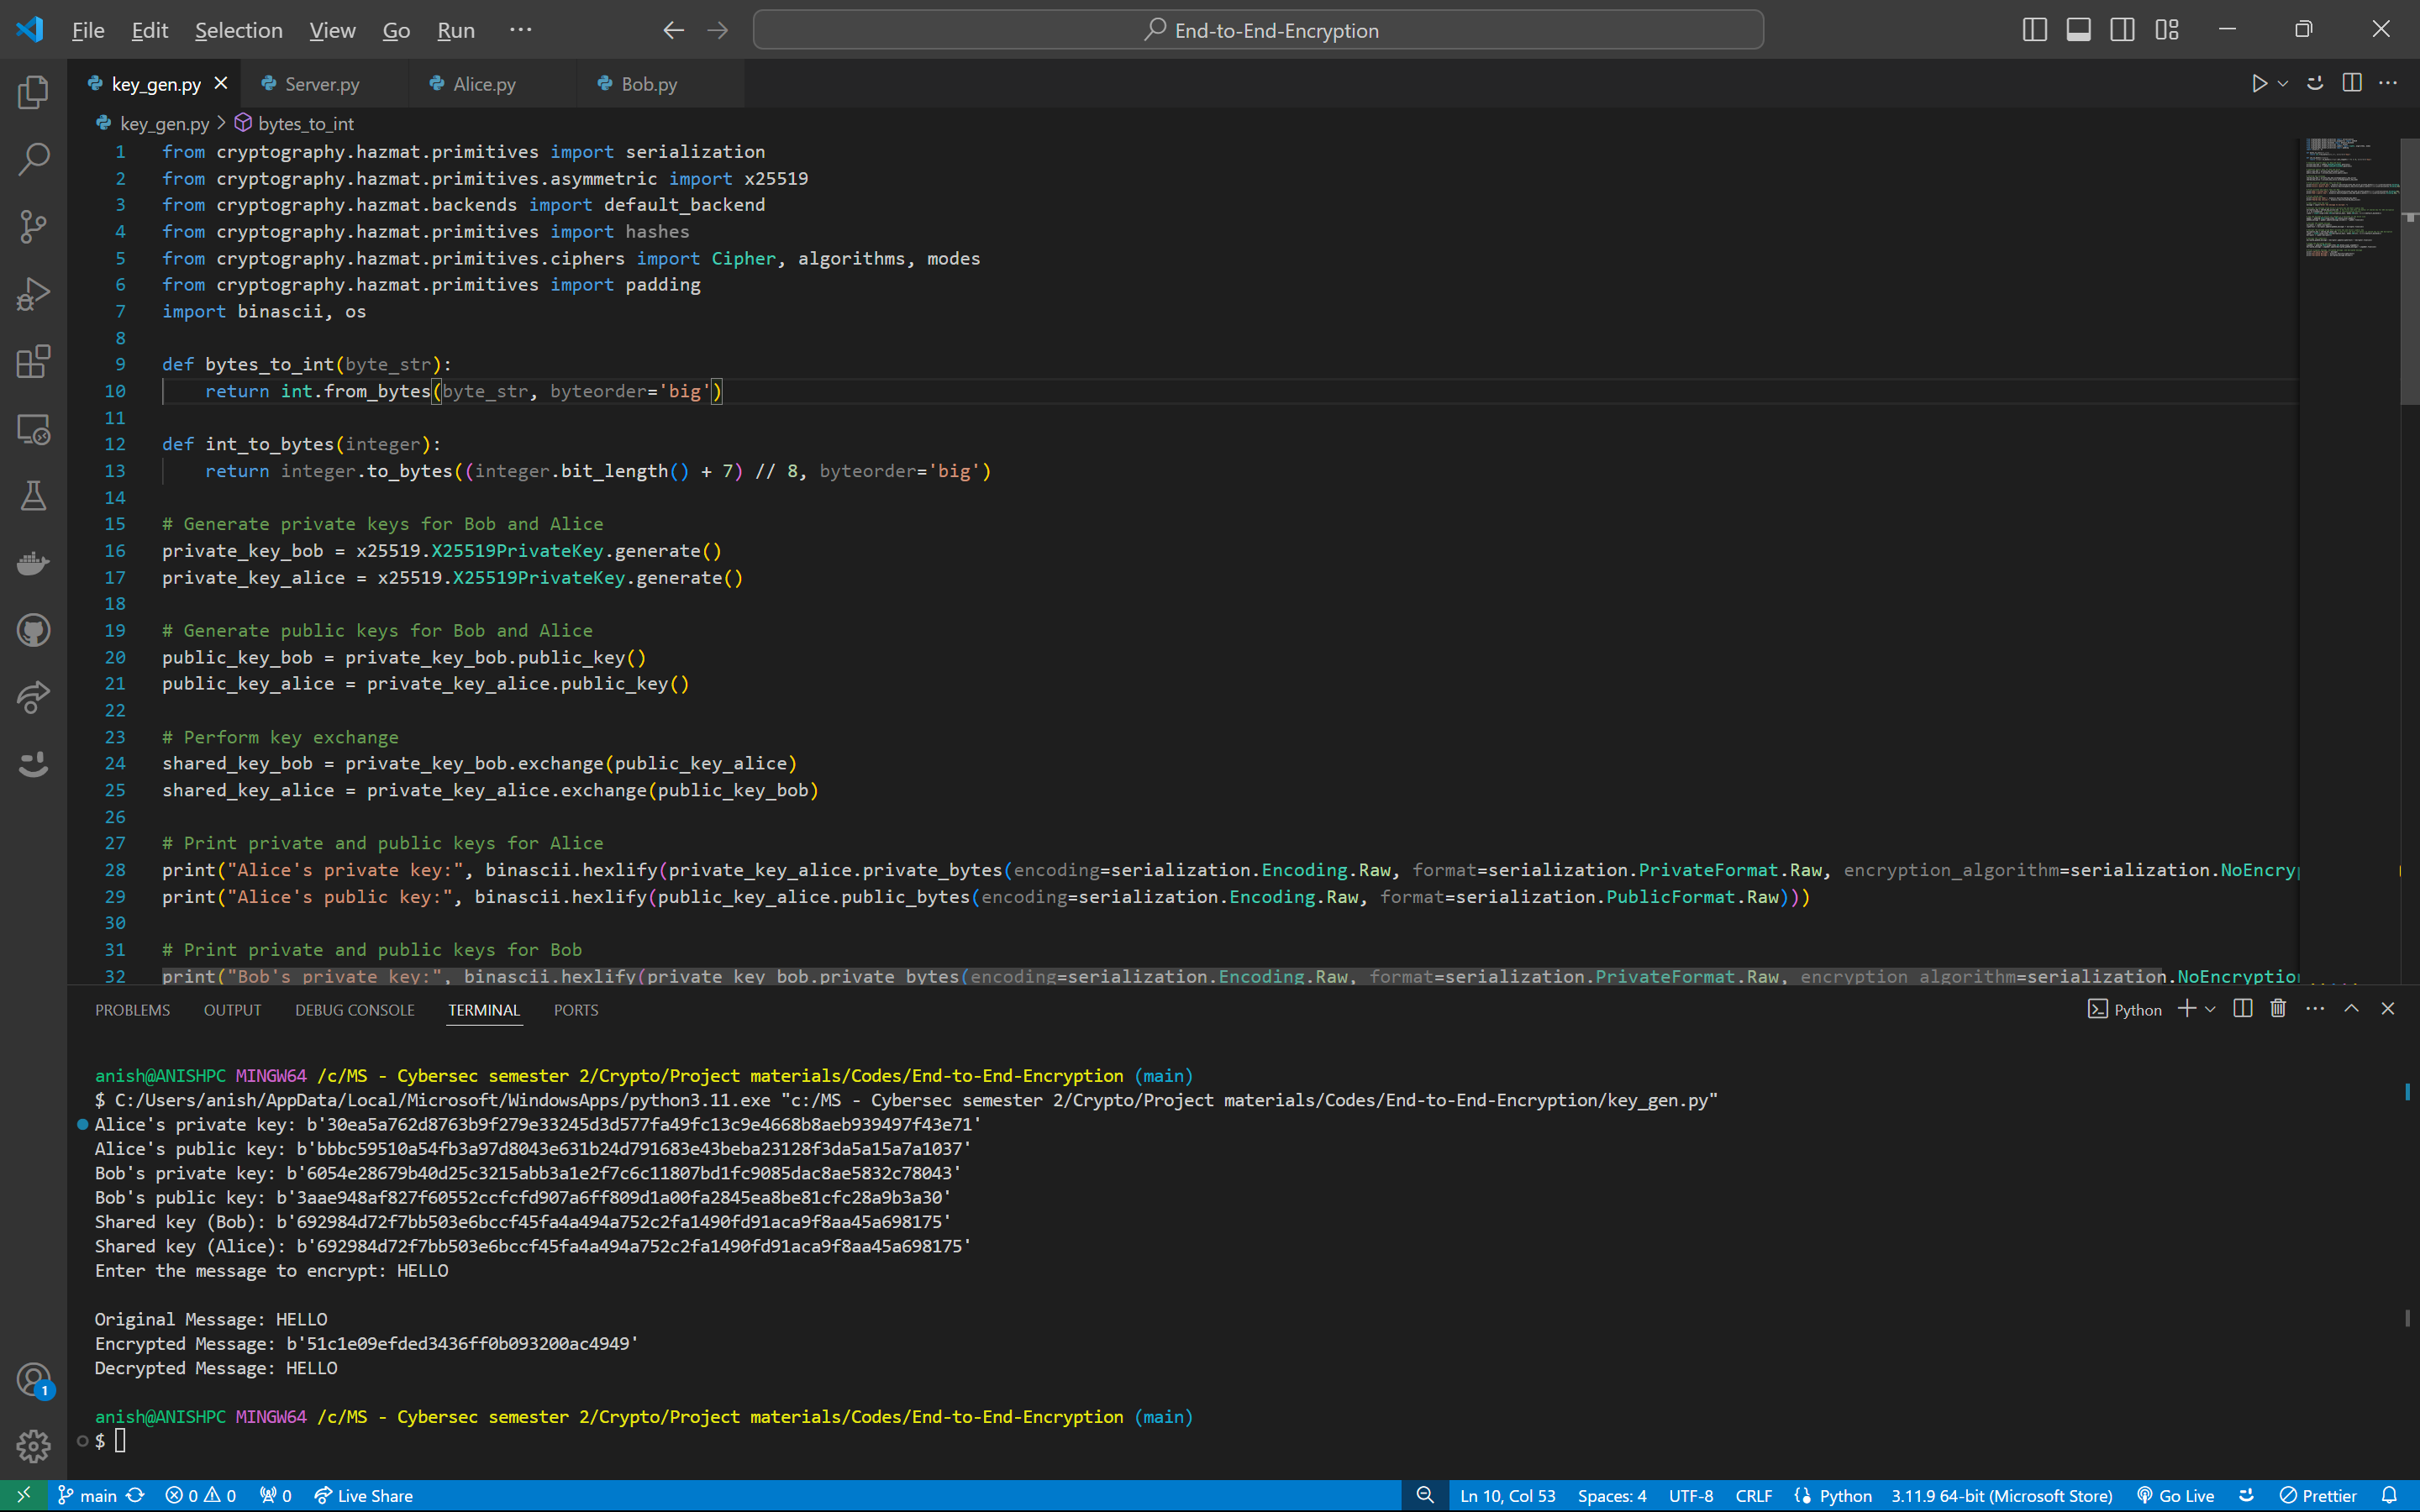 File Edit Selection View Go Run ··· End-to-End-Encryption
key_gen.py Server.py Alice.py Bob.py
key_gen.py > bytes_to_int
1 from cryptography.hazmat.primitives import serialization
2 from cryptography.hazmat.primitives.asymmetric import x25519
3 from cryptography.hazmat.backends import default_backend
4 from cryptography.hazmat.primitives import hashes
5 from cryptography.hazmat.primitives.ciphers import Cipher, algorithms, modes
6 from cryptography.hazmat.primitives import padding
7 import binascii, os
8
9 def bytes_to_int(byte_str):
10     return int.from_bytes(byte_str, byteorder='big')
11
12 def int_to_bytes(integer):
13     return integer.to_bytes((integer.bit_length() + 7) // 8, byteorder='big')
14
15 # Generate private keys for Bob and Alice
16 private_key_bob = x25519.X25519PrivateKey.generate()
17 private_key_alice = x25519.X25519PrivateKey.generate()
18
19 # Generate public keys for Bob and Alice
20 public_key_bob = private_key_bob.public_key()
21 public_key_alice = private_key_alice.public_key()
22
23 # Perform key exchange
24 shared_key_bob = private_key_bob.exchange(public_key_alice)
25 shared_key_alice = private_key_alice.exchange(public_key_bob)
26
27 # Print private and public keys for Alice
28 print("Alice's private key:", binascii.hexlify(private_key_alice.private_bytes(encoding=serialization.Encoding.Raw, format=serialization.PrivateFormat.Raw, encryption_algorithm=serialization.NoEncryp
29 print("Alice's public key:", binascii.hexlify(public_key_alice.public_bytes(encoding=serialization.Encoding.Raw, format=serialization.PublicFormat.Raw)))
30
31 # Print private and public keys for Bob
32 print("Bob's private key:", binascii.hexlify(private_key_bob.private_bytes(encoding=serialization.Encoding.Raw, format=serialization.PrivateFormat.Raw, encryption_algorithm=serialization.NoEncryptio
PROBLEMS OUTPUT DEBUG CONSOLE TERMINAL PORTS Python
anish@ANISHPC MINGW64 /c/MS - Cybersec semester 2/Crypto/Project materials/Codes/End-to-End-Encryption (main)
$ C:/Users/anish/AppData/Local/Microsoft/WindowsApps/python3.11.exe "c:/MS - Cybersec semester 2/Crypto/Project materials/Codes/End-to-End-Encryption/key_gen.py"
Alice's private key: b'30ea5a762d8763b9f279e33245d3d577fa49fc13c9e4668b8aeb939497f43e71'
Alice's public key: b'bbbc59510a54fb3a97d8043e631b24d791683e43beba23128f3da5a15a7a1037'
Bob's private key: b'6054e28679b40d25c3215abb3a1e2f7c6c11807bd1fc9085dac8ae5832c78043'
Bob's public key: b'3aae948af827f60552ccfcfd907a6ff809d1a00fa2845ea8be81cfc28a9b3a30'
Shared key (Bob): b'692984d72f7bb503e6bccf45fa4a494a752c2fa1490fd91aca9f8aa45a698175'
Shared key (Alice): b'692984d72f7bb503e6bccf45fa4a494a752c2fa1490fd91aca9f8aa45a698175'
Enter the message to encrypt: HELLO
Original Message: HELLO
Encrypted Message: b'51c1e09efded3436ff0b093200ac4949'
Decrypted Message: HELLO
anish@ANISHPC MINGW64 /c/MS - Cybersec semester 2/Crypto/Project materials/Codes/End-to-End-Encryption (main)
$
1
main 0 0 0 Live Share Ln 10, Col 53 Spaces: 4 UTF-8 CRLF Python 3.11.9 64-bit (Microsoft Store) Go Live Prettier